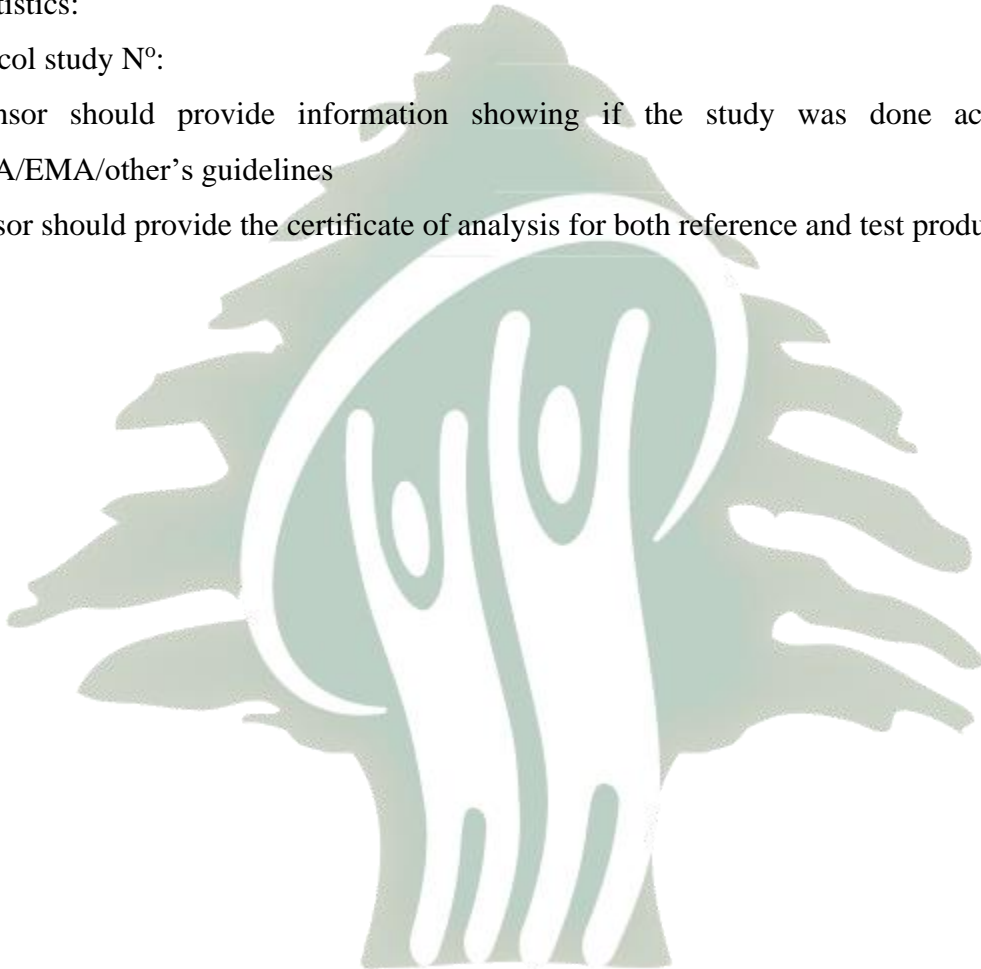 tistics:
col study Nº:
nsor should provide information showing if the study was done ac
A/EMA/other’s guidelines
sor should provide the certificate of analysis for both reference and test produ